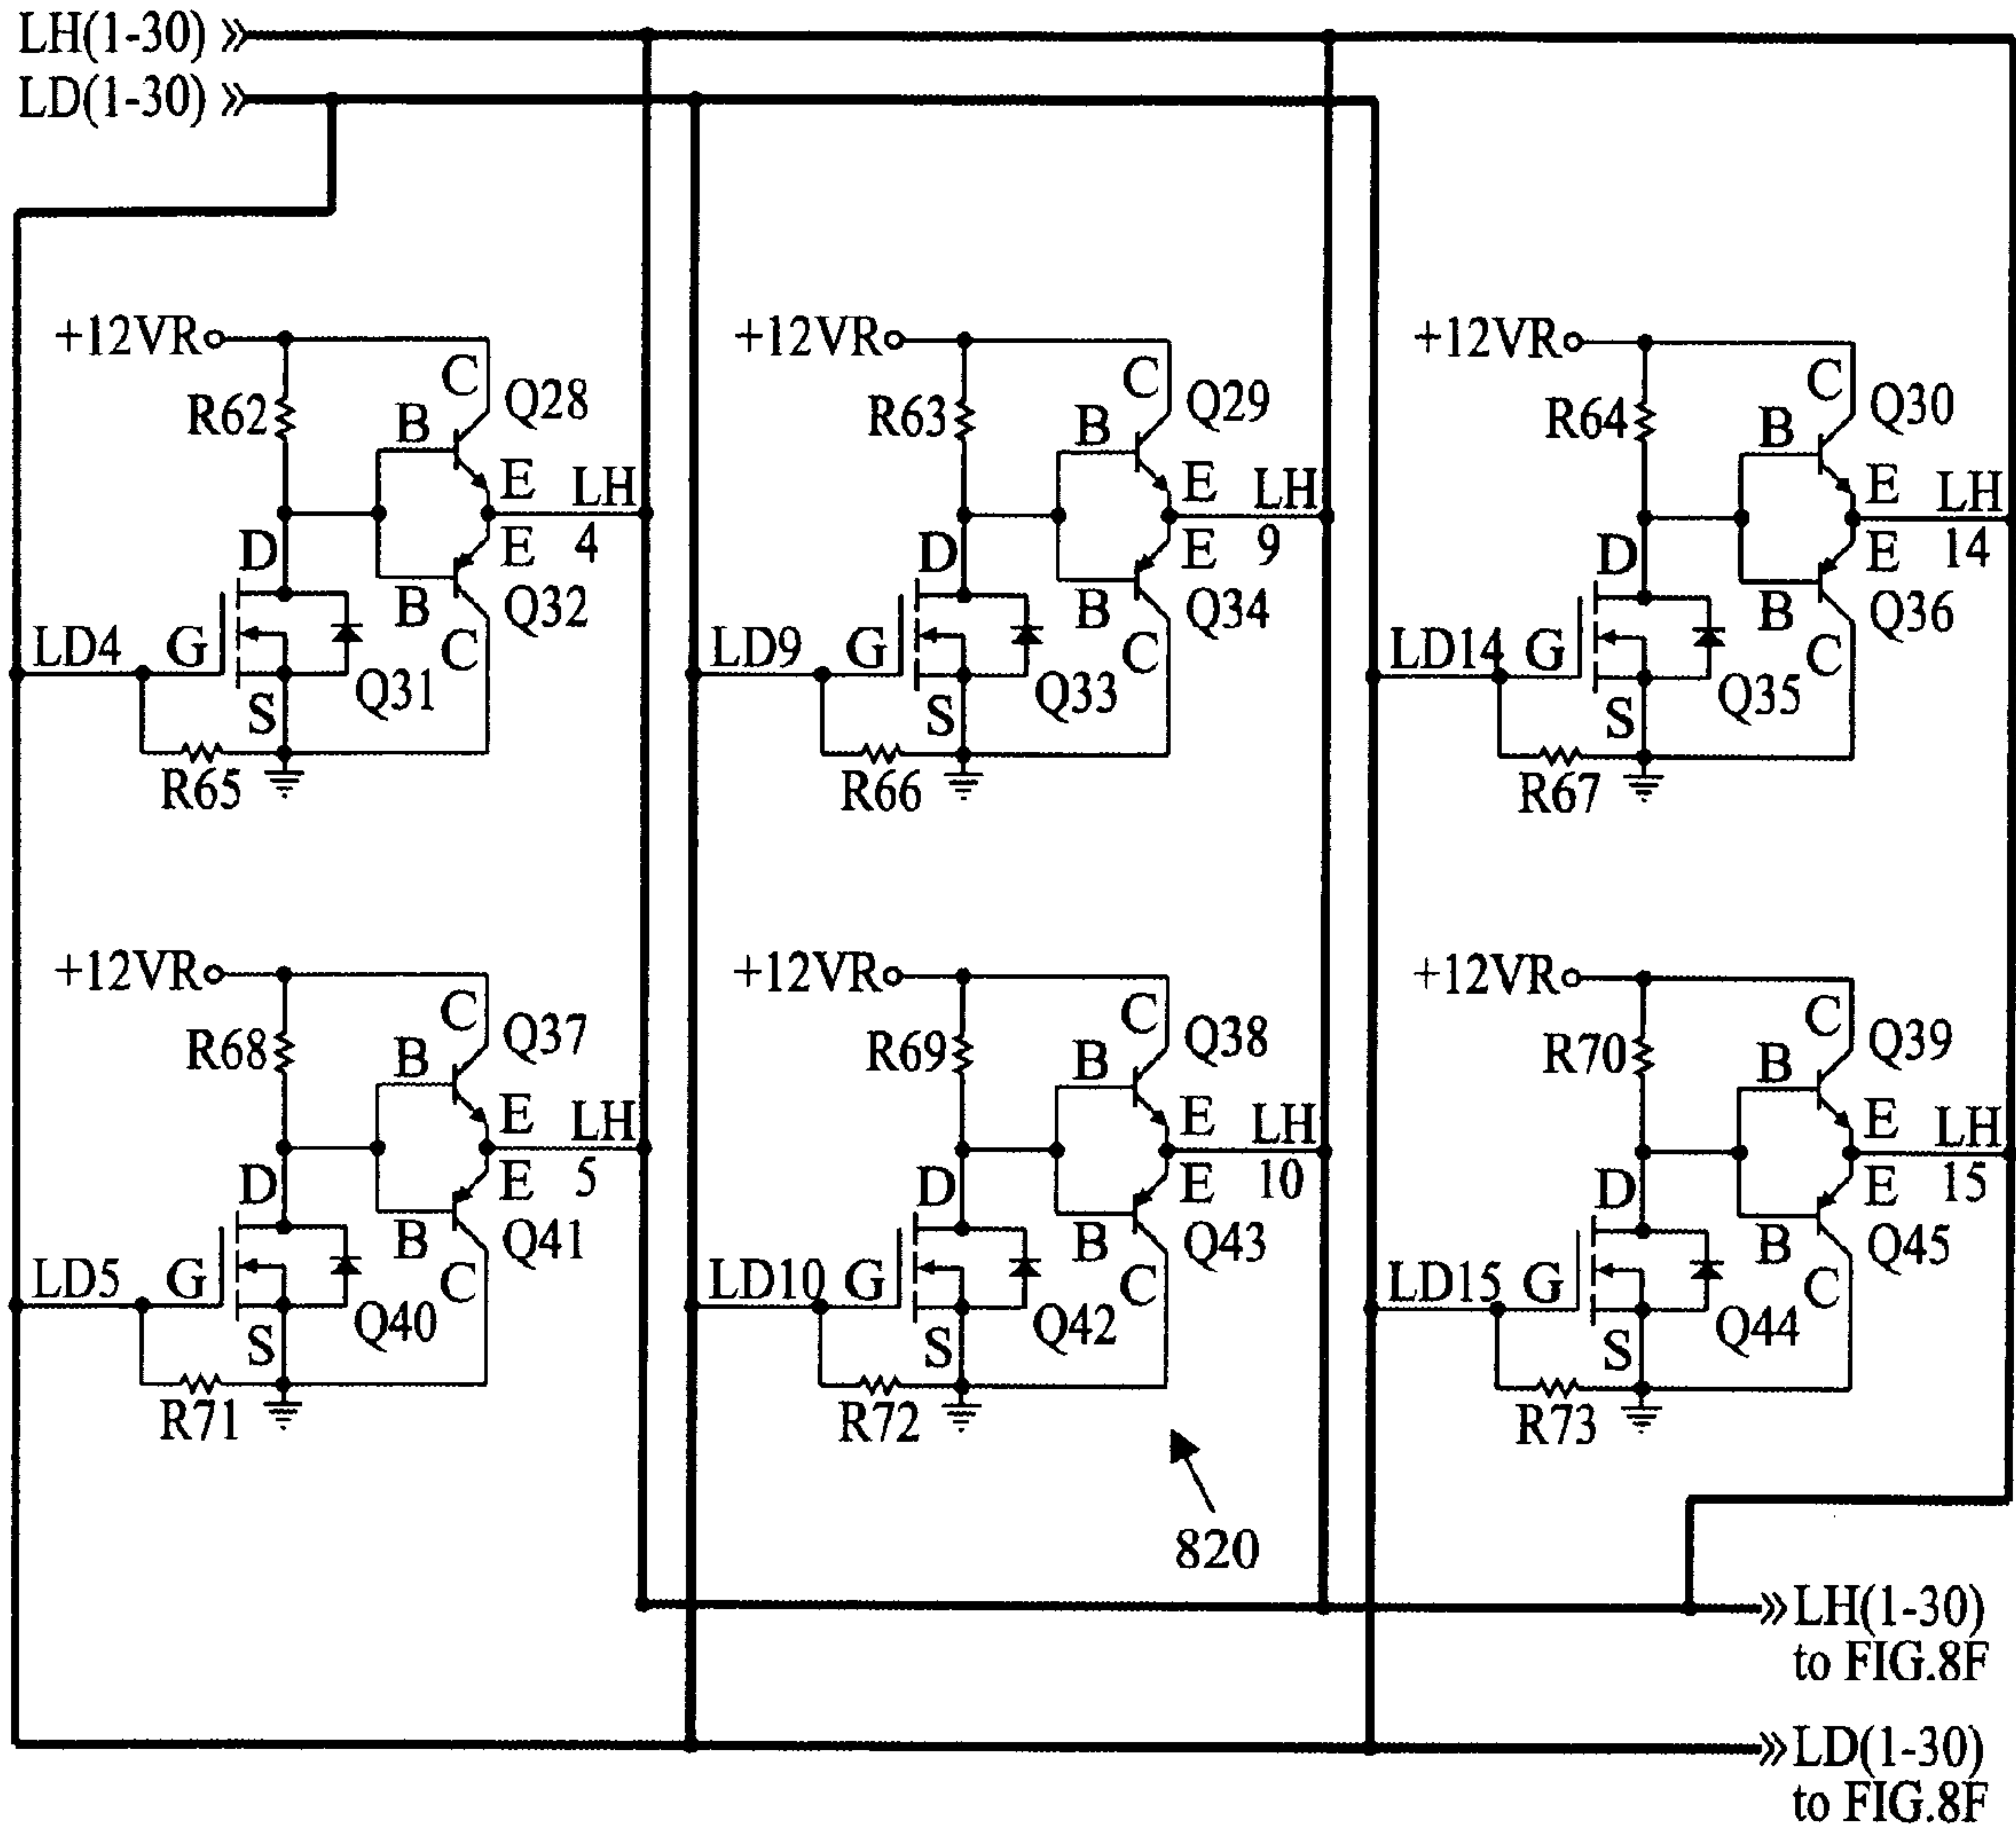 LH(1-30)
LD(1-30)
+12VR
R62
C
Q28
B
E
LH
4
E
D
B
Q32
C
LD4
G
Q31
S
R65
+12VR
R63
C
Q29
B
E
LH
9
E
D
B
Q34
C
LD9
G
Q33
S
R66
+12VR
R64
C
Q30
B
E
LH
14
E
D
B
Q36
C
LD14
G
Q35
S
R67
+12VR
R68
C
Q37
B
E
LH
5
E
D
B
Q41
C
LD5
G
Q40
S
R71
+12VR
R69
C
Q38
B
E
LH
10
E
D
B
Q43
C
LD10
G
Q42
S
R72
+12VR
R70
C
Q39
B
E
LH
15
E
D
B
Q45
C
LD15
G
Q44
S
R73
820
LH(1-30)
to FIG.8F
LD(1-30)
to FIG.8F